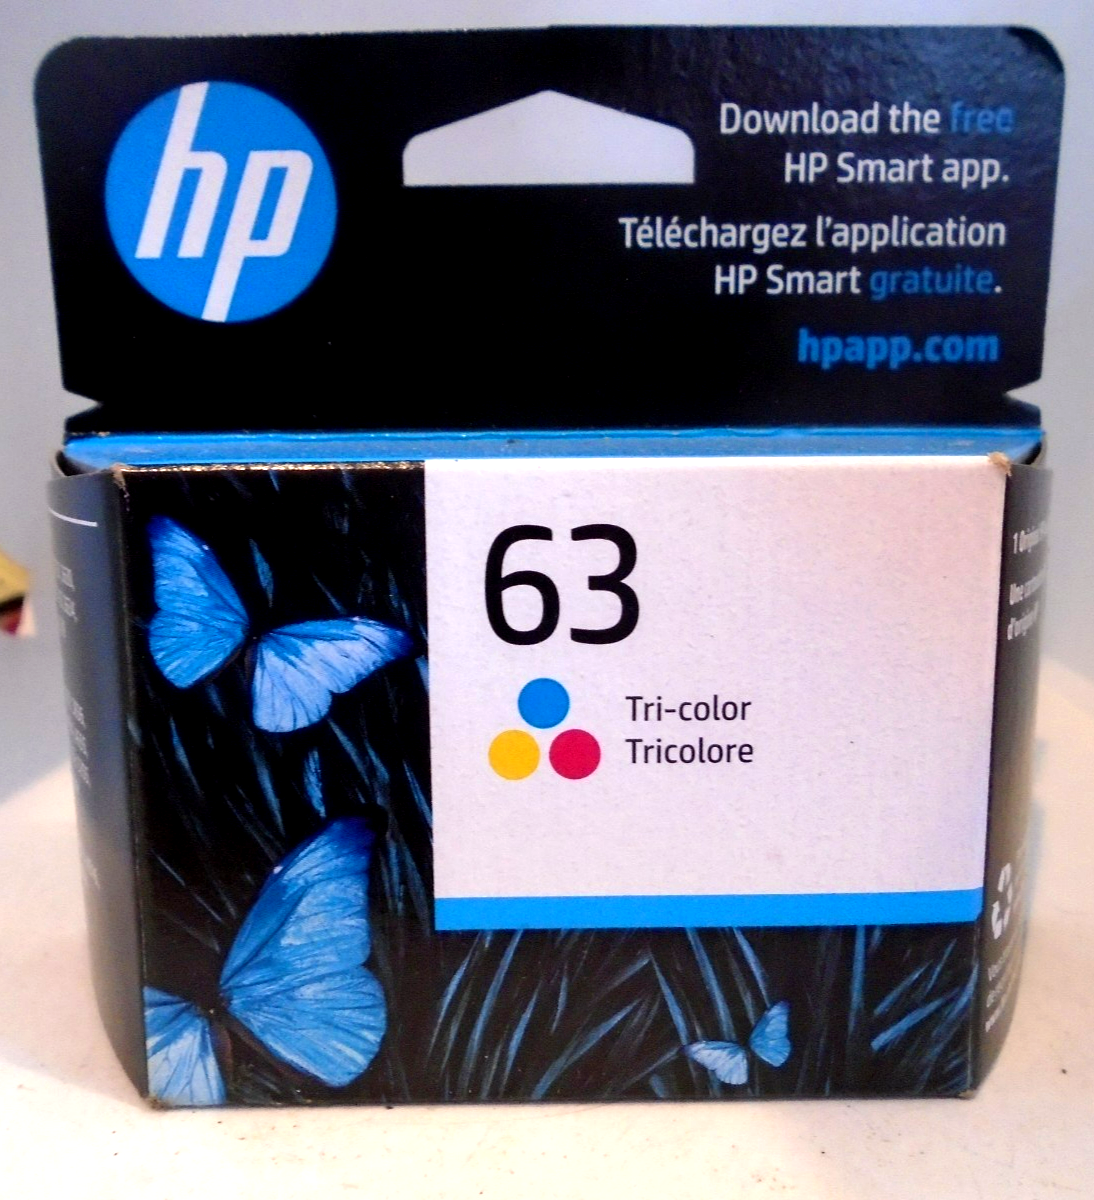 hp
Download the free
HP Smart app.
Téléchargez l'application
HP Smart gratuite.
hpapp.com
63
Tri-color
Tricolore